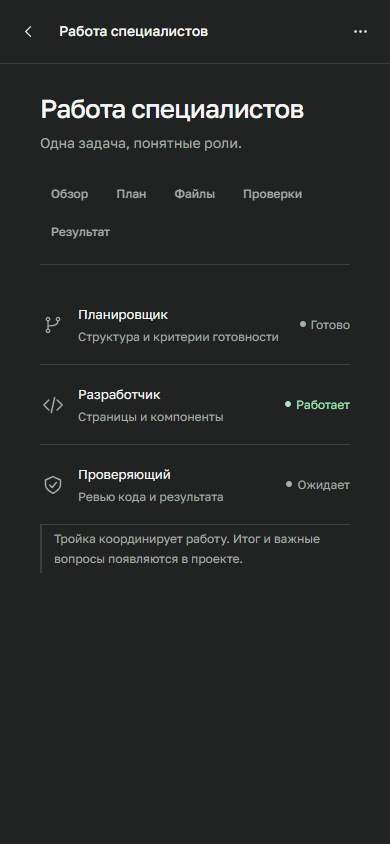 Работа специалистов
Работа специалистов
Одна задача, понятные роли.
Обзор План Файлы Проверки
Результат
Планировщик
Структура и критерии готовности
Готово
Разработчик
Страницы и компоненты
Работает
Проверяющий
Ревью кода и результата
Ожидает
Тройка координирует работу. Итог и важные
вопросы появляются в проекте.